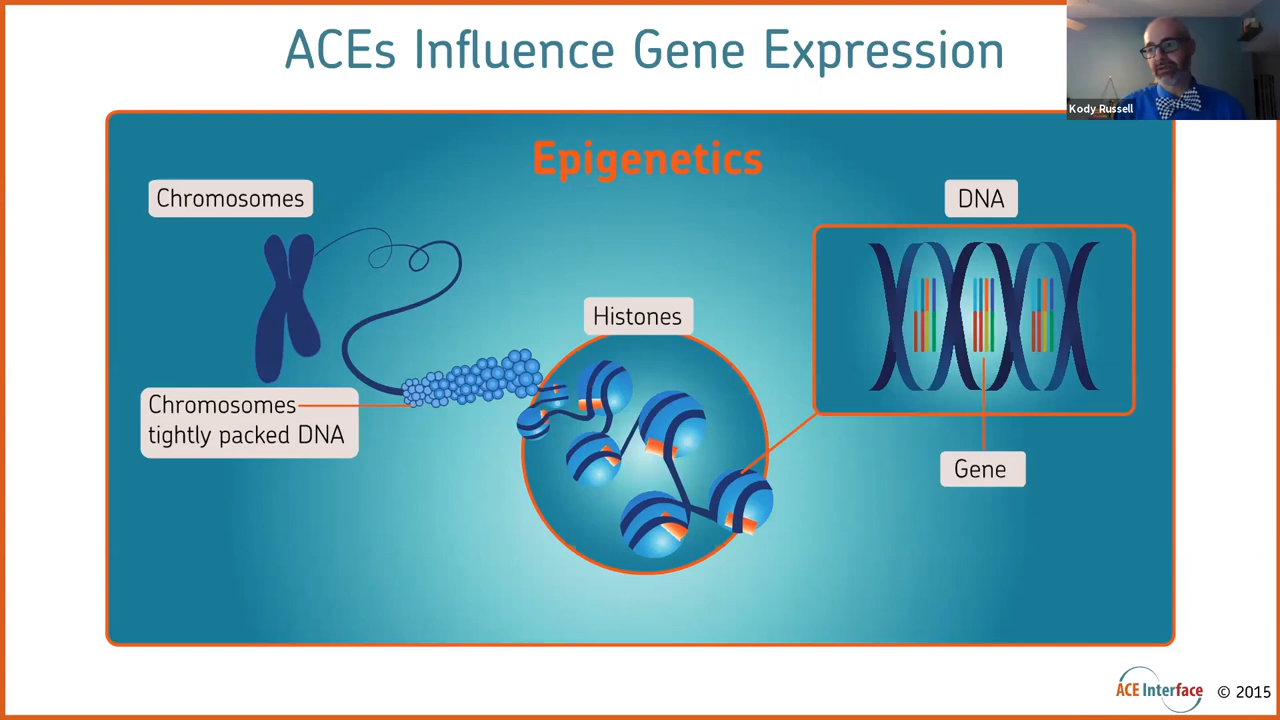 ACEs Influence Gene Expression
Kody Russell
Epigenetics
Chromosomes
DNA
Histones
Chromosomes
tightly packed DNA
Gene
ACE Interface © 2015